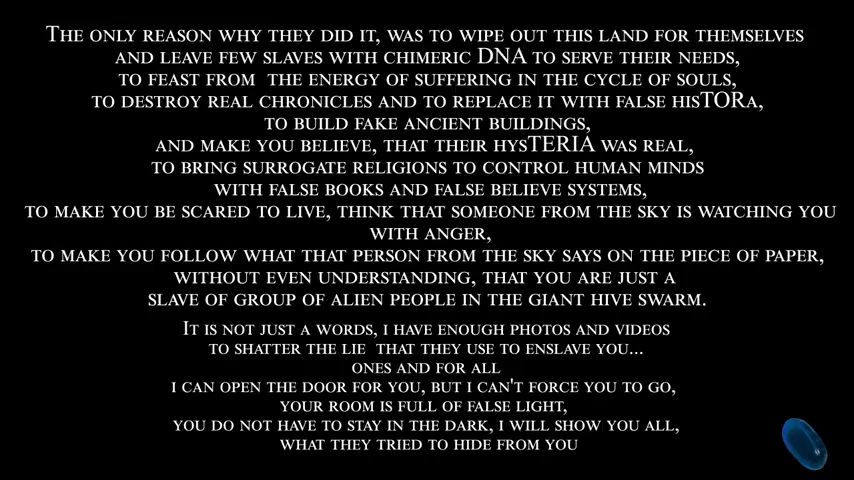 The only reason why they did it, was to wipe out this land for themselves
and leave few slaves with chimeric DNA to serve their needs,
to feast from the energy of suffering in the cycle of souls,
to destroy real chronicles and to replace it with false hisTORa,
to build fake ancient buildings,
and make you believe, that their hysTERIA was real,
to bring surrogate religions to control human minds
with false books and false believe systems,
to make you be scared to live, think that someone from the sky is watching you
with anger,
to make you follow what that person from the sky says on the piece of paper,
without even understanding, that you are just a
slave of group of alien people in the giant hive swarm.
It is not just a words, i have enough photos and videos
to shatter the lie that they use to enslave you...
ones and for all
i can open the door for you, but i can't force you to go,
your room is full of false light,
you do not have to stay in the dark, i will show you all,
what they tried to hide from you